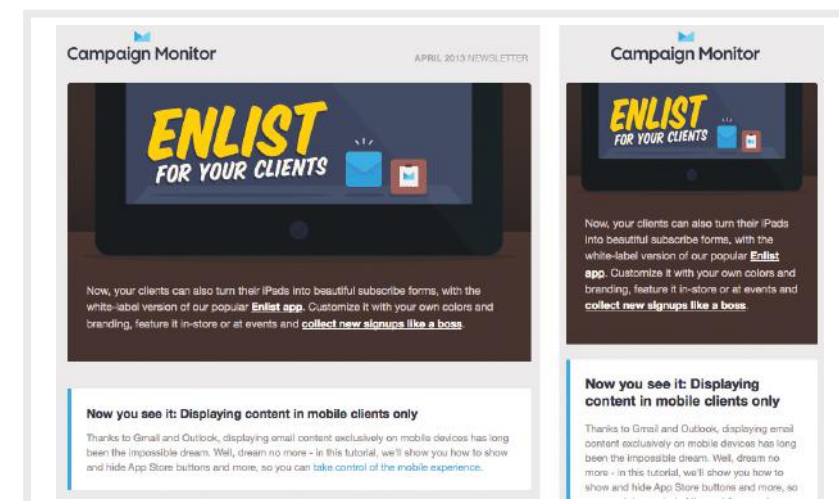 Campaign Monitor
APRIL 2013 NEWSLETTER
ENLIST
FOR YOUR CLIENTS
Now, your clients can also turn their iPads into beautiful subscribe forms, with the
white-label version of our popular Enlist app. Customize it with your own colors and
branding, feature it in-store or at events and collect new signups like a boss.
Now you see it: Displaying content in mobile clients only
Thanks to Gmail and Outlook, displaying email content exclusively on mobile devices has long
been the impossible dream. Well, dream no more - in this tutorial, we'll show you how to show
and hide App Store buttons and more, so you can take control of the mobile experience.
Campaign Monitor
ENLIST
FOR YOUR CLIENTS
Now, your clients can also turn their iPads
into beautiful subscribe forms, with the
white-label version of our popular Enlist
app. Customize it with your own colors and
branding, feature it in-store or at events and
collect new signups like a boss.
Now you see it: Displaying
content in mobile clients only
Thanks to Gmail and Outlook, displaying email
content exclusively on mobile devices has long
been the impossible dream. Well, dream no
more - in this tutorial, we'll show you how to
show and hide App Store buttons and more, so